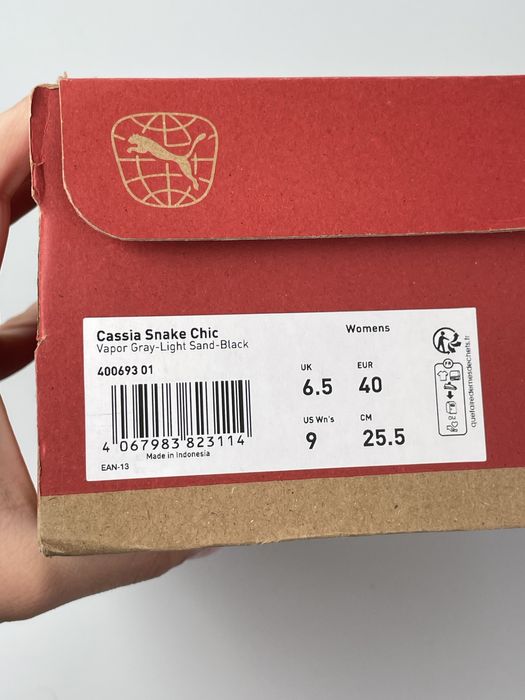 Cassia Snake Chic
Womens
Vapor Gray-Light Sand-Black
400693 01
UK
EUR
6.5
40
US Wn's
CM
9
25.5
4 067983 823114
Made in Indonesia
EAN-13
quefairedemesdechets.fr